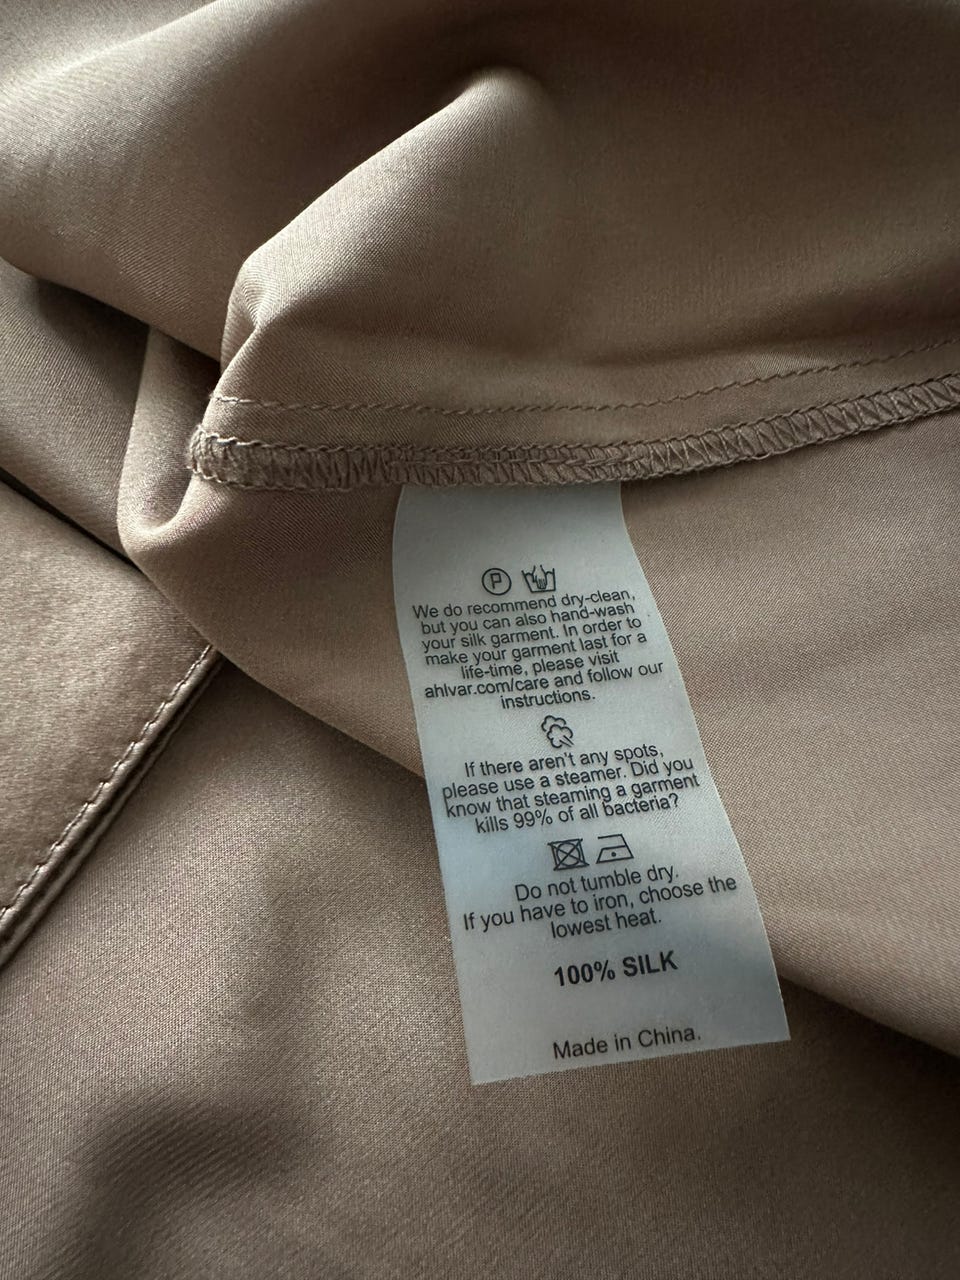 P
We do recommend dry-clean,
but you can also hand-wash
your silk garment. In order to
make your garment last for a
life-time, please visit
ahlvar.com/care and follow our
instructions.
If there aren't any spots,
please use a steamer. Did you
know that steaming a garment
kills 99% of all bacteria?
Do not tumble dry.
If you have to iron, choose the
lowest heat.
100% SILK
Made in China.